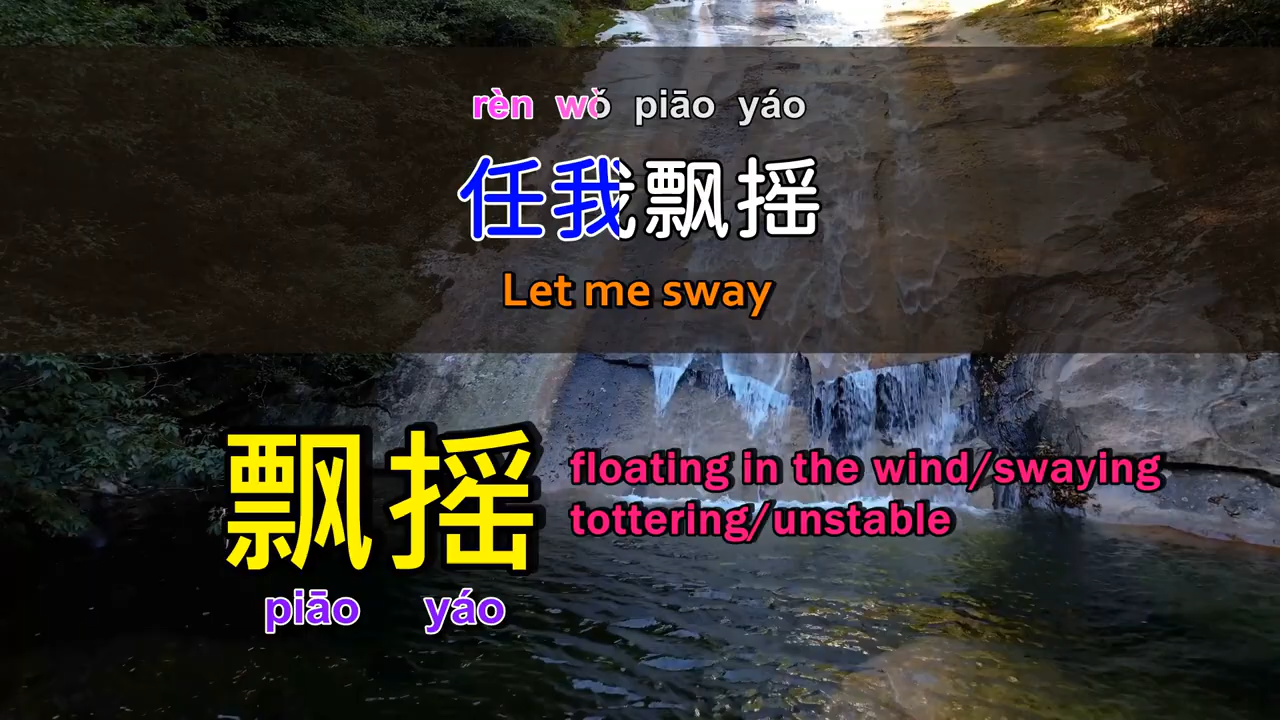 rèn wǒ piāo yáo
任我飘摇
Let me sway
飘摇
piāo yáo
floating in the wind/swaying
tottering/unstable